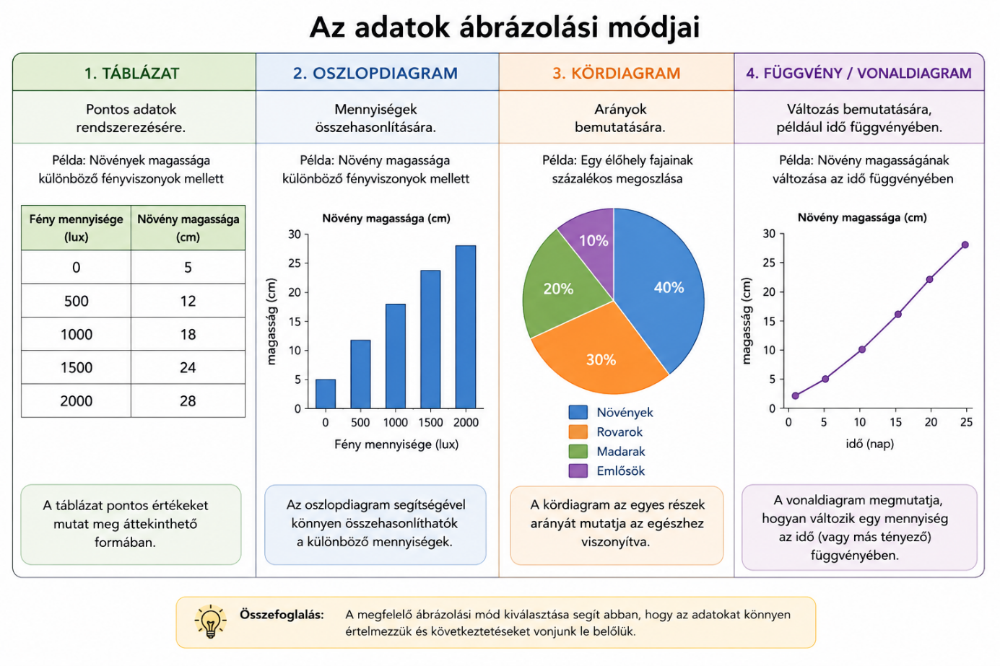 Az adatok ábrázolási módjai
1. TÁBLÁZAT
Pontos adatok
rendszerezésére.
Példa: Növények magassága
különböző fényviszonyok mellett
Fény mennyisége
(lux)
Növény magassága
(cm)
0 5
500 12
1000 18
1500 24
2000 28
A táblázat pontos értékeket
mutat meg áttekinthető
formában.
2. OSZLOPDIAGRAM
Mennyiségek
összehasonlítására.
Példa: Növény magassága
különböző fényviszonyok mellett
Növény magassága (cm)
magasság (cm)
30
25
20
15
10
5
0
0 500 1000 1500 2000
Fény mennyisége (lux)
Az oszlopdiagram segítségével
könnyen összehasonlíthatók
a különböző mennyiségek.
3. KÖRDIAGRAM
Arányok
bemutatására.
Példa: Egy élőhely fajainak
százalékos megoszlása
10%
40%
20%
30%
Növények
Rovarok
Madarak
Emlősök
A kördiagram az egyes részek
arányát mutatja az egészhez
viszonyítva.
4. FÜGGVÉNY / VONALDIAGRAM
Változás bemutatására,
például idő függvényében.
Példa: Növény magasságának
változása az idő függvényében
Növény magassága (cm)
magasság (cm)
30
25
20
15
10
5
0
0 5 10 15 20 25
idő (nap)
A vonaldiagram megmutatja,
hogyan változik egy mennyiség
az idő (vagy más tényező)
függvényében.
Összefoglalás: A megfelelő ábrázolási mód kiválasztása segít abban, hogy az adatokat könnyen
értelmezzük és következtetéseket vonjunk le belőlük.